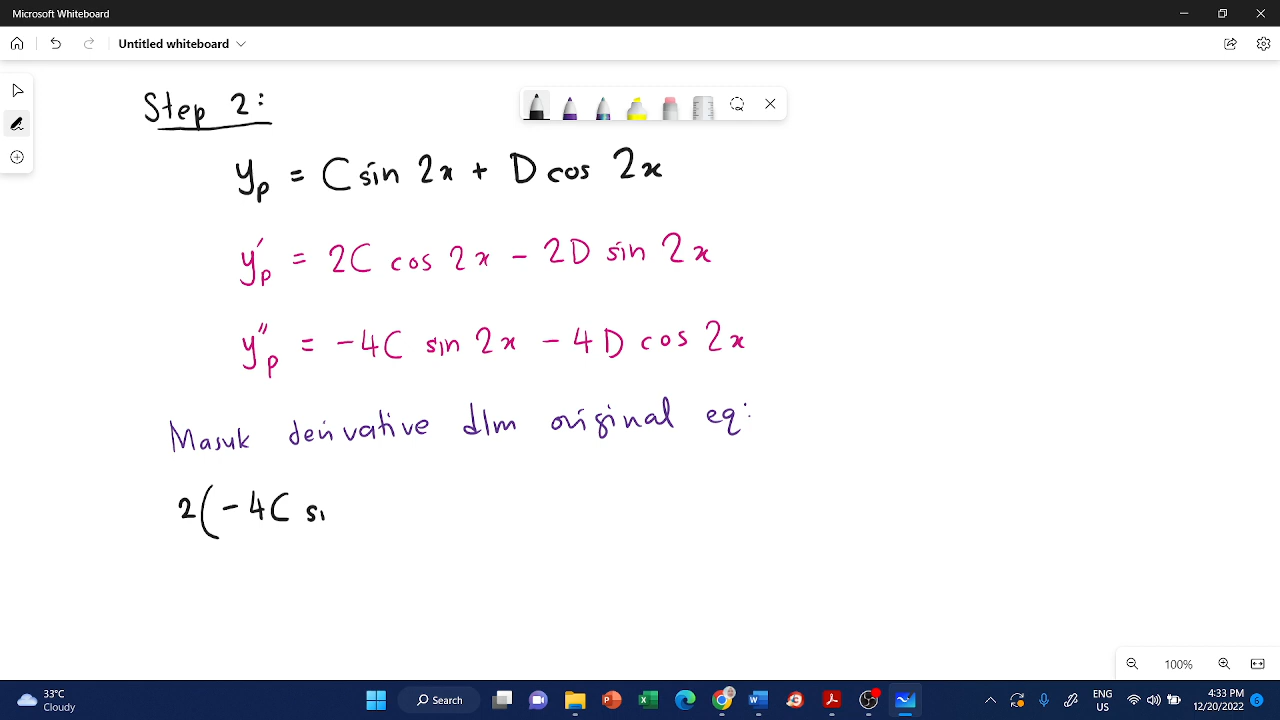 Microsoft Whiteboard
Untitled whiteboard
Step 2:
yp = C sin 2x + D cos 2x
y'p = 2C cos 2x - 2D sin 2x
y"p = -4C sin 2x - 4D cos 2x
Masuk derivative dlm original eq:
2(-4C si
100%
33°C
Cloudy
Search
ENG
US
4:33 PM
12/20/2022
5